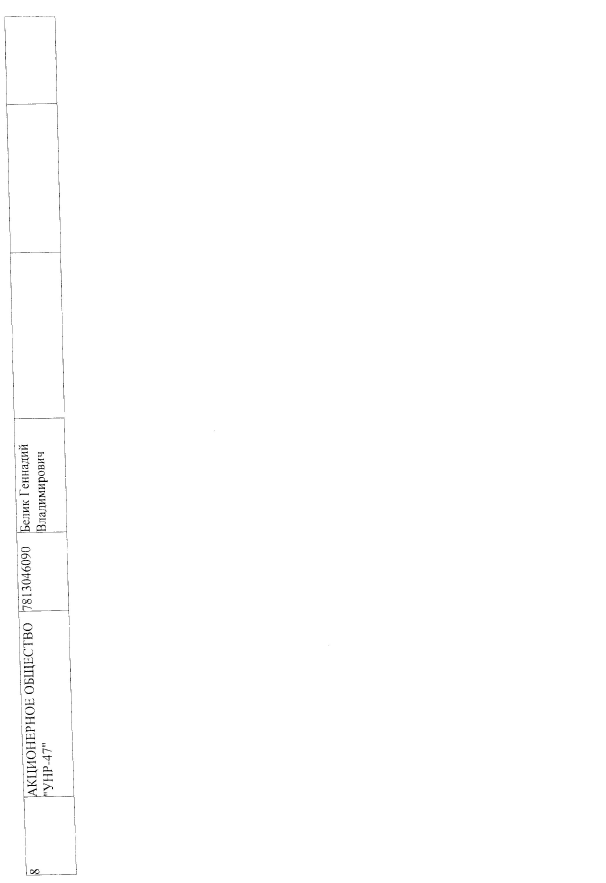 8
АКЦИОНЕРНОЕ ОБЩЕСТВО
"УНР-47"
7813046090
Белик Геннадий
Владимирович